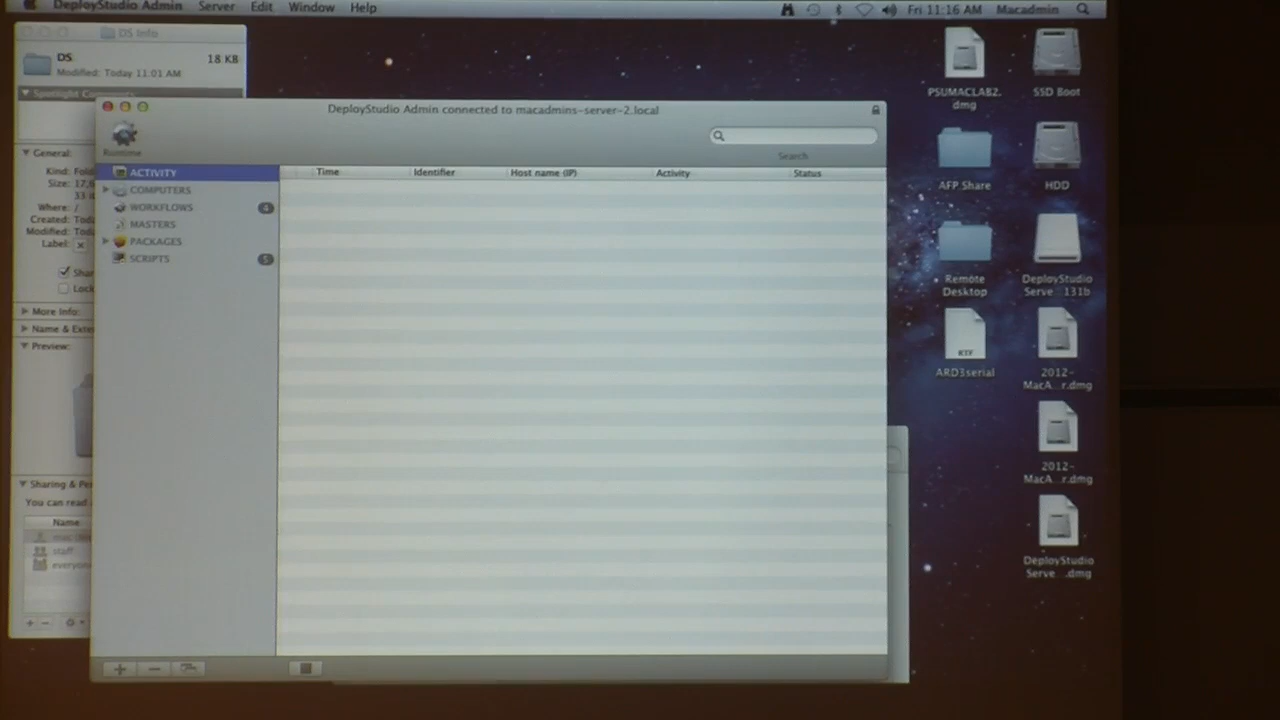 DeployStudio Admin Server Edit Window Help Fri 11:16 AM Macadmin
DS Info
DS 18 KB
Modified: Today 11:01 AM
Spotlight
General:
Kind:
Size:
Where: /
Created:
Modified:
Label:
More Info:
Preview:
You can read
Name
staff
DeployStudio Admin connected to macadmins-server-2.local
Runtime
Search
ACTIVITY
COMPUTERS
WORKFLOWS 4
MASTERS
PACKAGES
SCRIPTS 5
Time Identifier Host name (IP) Activity Status
PSUMACLAB2.
dmg
SSD Boot
AFP Share
HDD
Remote
Desktop
DeployStudio
Serve...131b
RTF
ARD3serial
2012-
MacA...r.dmg
2012-
MacA...r.dmg
DeployStudio
Serve...dmg